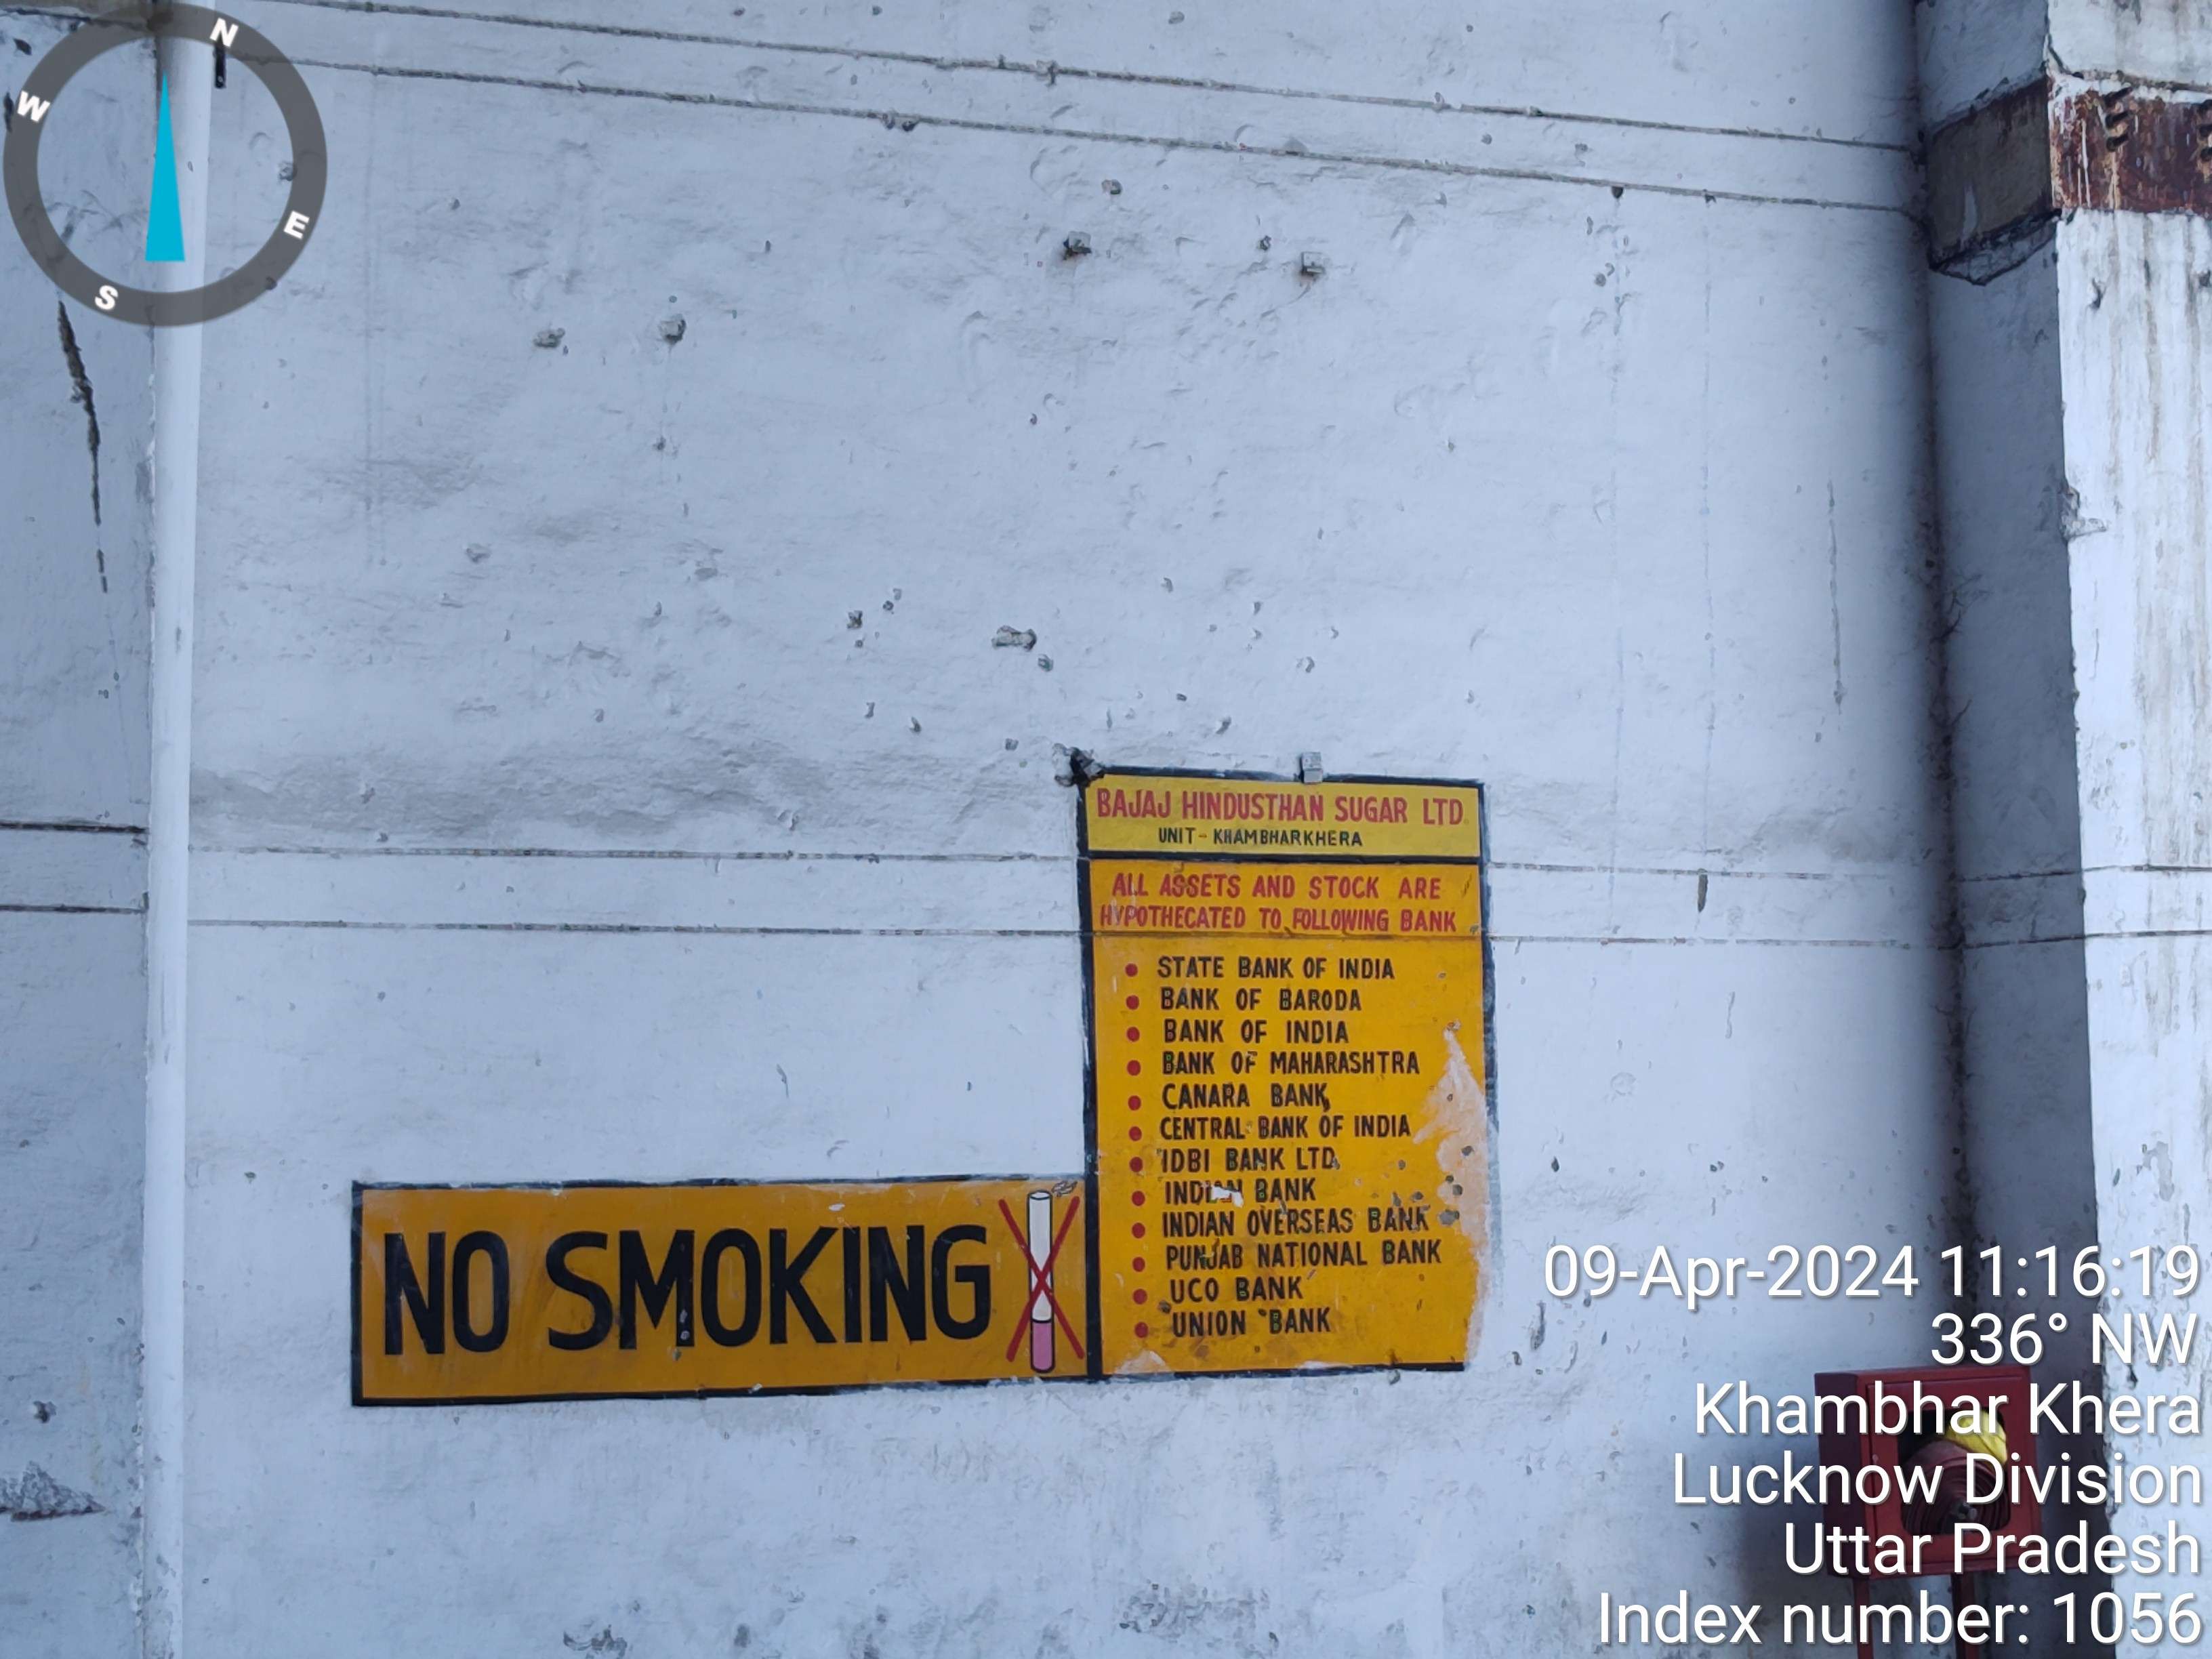 N
W
E
S
BAJAJ HINDUSTHAN SUGAR LTD
UNIT- KHAMBHARKHERA
ALL ASSETS AND STOCK ARE
HYPOTHECATED TO FOLLOWING BANK
• STATE BANK OF INDIA
• BANK OF BARODA
• BANK OF INDIA
• BANK OF MAHARASHTRA
• CANARA BANK
• CENTRAL BANK OF INDIA
• IDBI BANK LTD
• INDIAN BANK
• INDIAN OVERSEAS BANK
• PUNJAB NATIONAL BANK
• UCO BANK
• UNION BANK
NO SMOKING
09-Apr-2024 11:16:19
336° NW
Khambhar Khera
Lucknow Division
Uttar Pradesh
Index number: 1056